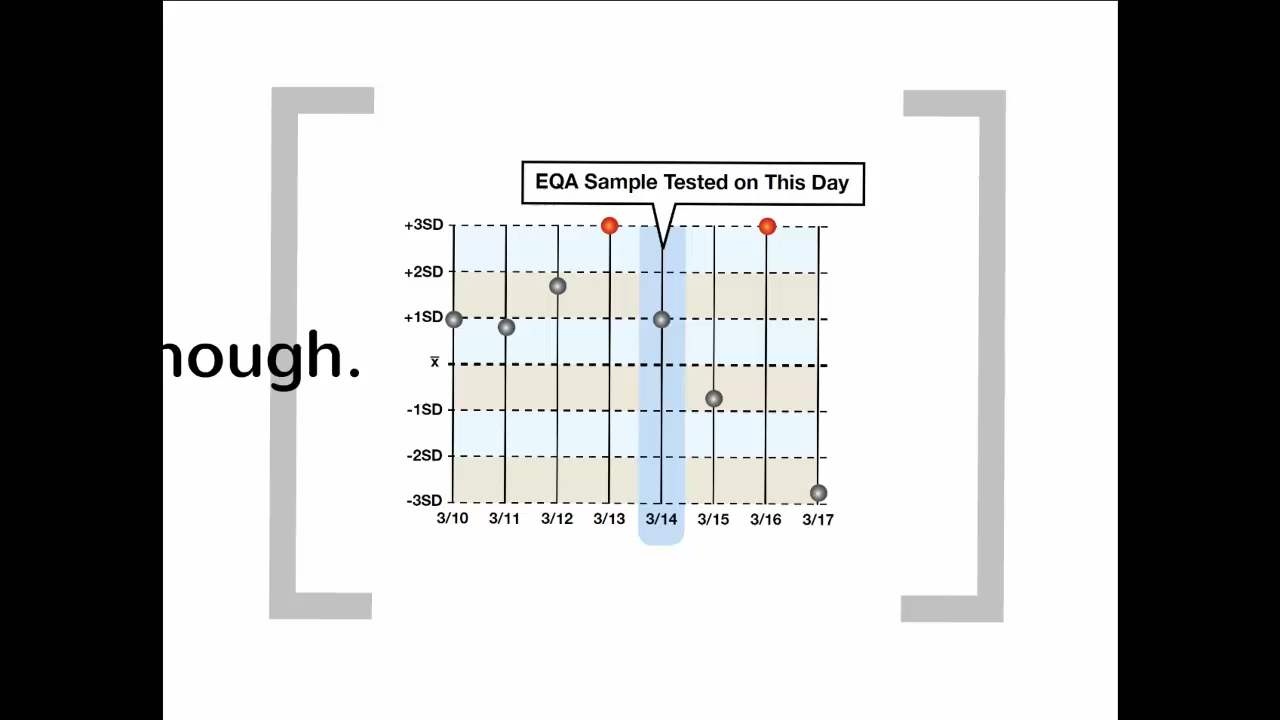 EQA Sample Tested on This Day
+3SD
+2SD
+1SD
x̅
-1SD
-2SD
-3SD
3/10 3/11 3/12 3/13 3/14 3/15 3/16 3/17
nough.